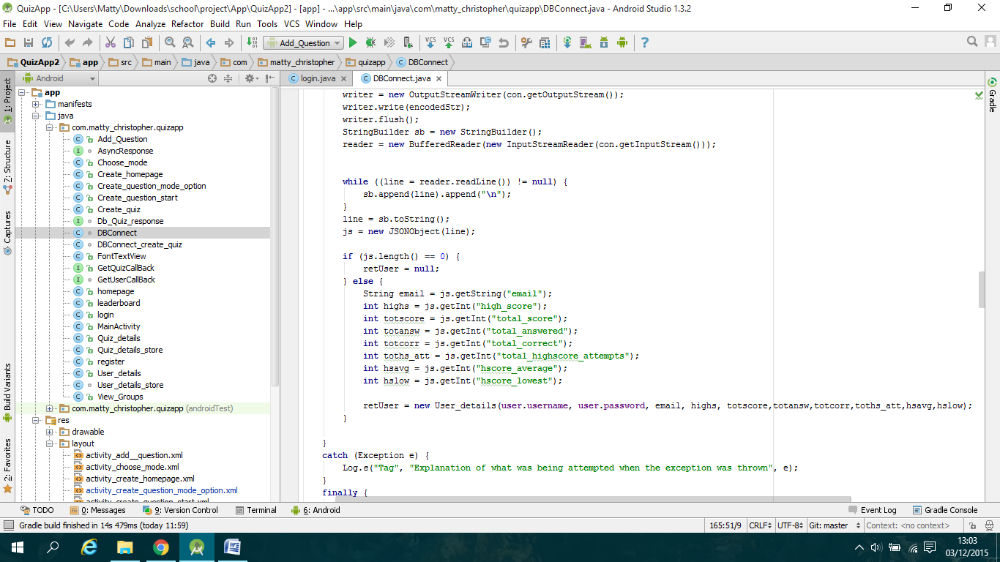 QuizApp - [C:\Users\Matty\Downloads\school\project\App\QuizApp2] - [app] - ...\app\src\main\java\com\matty_christopher\quizapp\DBConnect.java - Android Studio 1.3.2
File Edit View Navigate Code Analyze Refactor Build Run Tools VCS Window Help
Add_Question VCS VCS
QuizApp2 app src main java com matty_christopher quizapp DBConnect
Android login.java DBConnect.java
1: Project
Z: Structure
Captures
Build Variants
2: Favorites
Gradle
app
manifests
java
com.matty_christopher.quizapp
Add_Question
AsyncResponse
Choose_mode
Create_homepage
Create_question_mode_option
Create_question_start
Create_quiz
Db_Quiz_response
DBConnect
DBConnect_create_quiz
FontTextView
GetQuizCallBack
GetUserCallBack
homepage
leaderboard
login
MainActivity
Quiz_details
Quiz_details_store
register
User_details
User_details_store
View_Groups
com.matty_christopher.quizapp (androidTest)
res
drawable
layout
activity_add__question.xml
activity_choose_mode.xml
activity_create_homepage.xml
activity_create_question_mode_option.xml
activity_create_question_start.xml
writer = new OutputStreamWriter(con.getOutputStream());
writer.write(encodedStr);
writer.flush();
StringBuilder sb = new StringBuilder();
reader = new BufferedReader(new InputStreamReader(con.getInputStream()));
while ((line = reader.readLine()) != null) {
sb.append(line).append("\n");
}
line = sb.toString();
js = new JSONObject(line);
if (js.length() == 0) {
retUser = null;
} else {
String email = js.getString("email");
int highs = js.getInt("high_score");
int totscore = js.getInt("total_score");
int totansw = js.getInt("total_answered");
int totcorr = js.getInt("total_correct");
int toths_att = js.getInt("total_highscore_attempts");
int hsavg = js.getInt("hscore_average");
int hslow = js.getInt("hscore_lowest");
retUser = new User_details(user.username, user.password, email, highs, totscore,totansw,totcorr,toths_att,hsavg,hslow);
}
}
catch (Exception e) {
Log.e("Tag", "Explanation of what was being attempted when the exception was thrown", e);
}
finally {
TODO 0: Messages 9: Version Control Terminal 6: Android Event Log Gradle Console
Gradle build finished in 14s 479ms (today 11:59) 165:51/9 CRLF UTF-8 Git: master Context: <no context>
13:03
03/12/2015